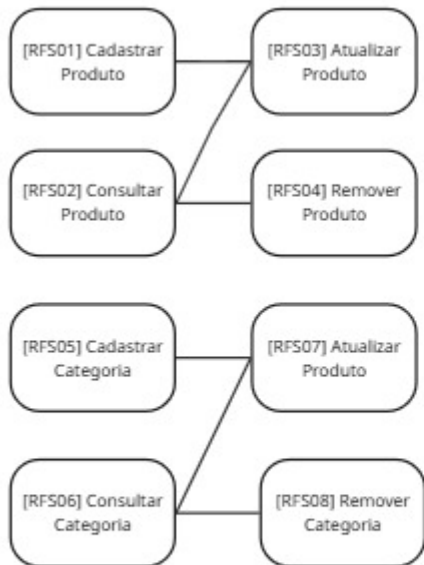 [RFS01] Cadastrar
Produto
[RFS03] Atualizar
Produto
[RFS02] Consultar
Produto
[RFS04] Remover
Produto
[RFS05] Cadastrar
Categoria
[RFS07] Atualizar
Produto
[RFS06] Consultar
Categoria
[RFS08] Remover
Categoria